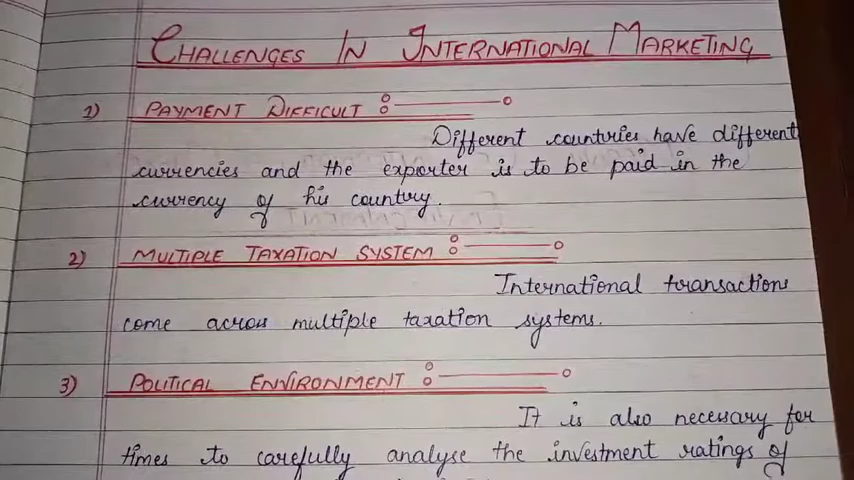 CHALLENGES IN INTERNATIONAL MARKETING
1) PAYMENT DIFFICULT :-
Different countries have different
currencies and the exporter is to be paid in the
currency of his country.
2) MULTIPLE TAXATION SYSTEM :-
International transactions
come across multiple taxation systems.
3) POLITICAL ENVIRONMENT :-
It is also necessary for
times to carefully analyse the investment ratings of